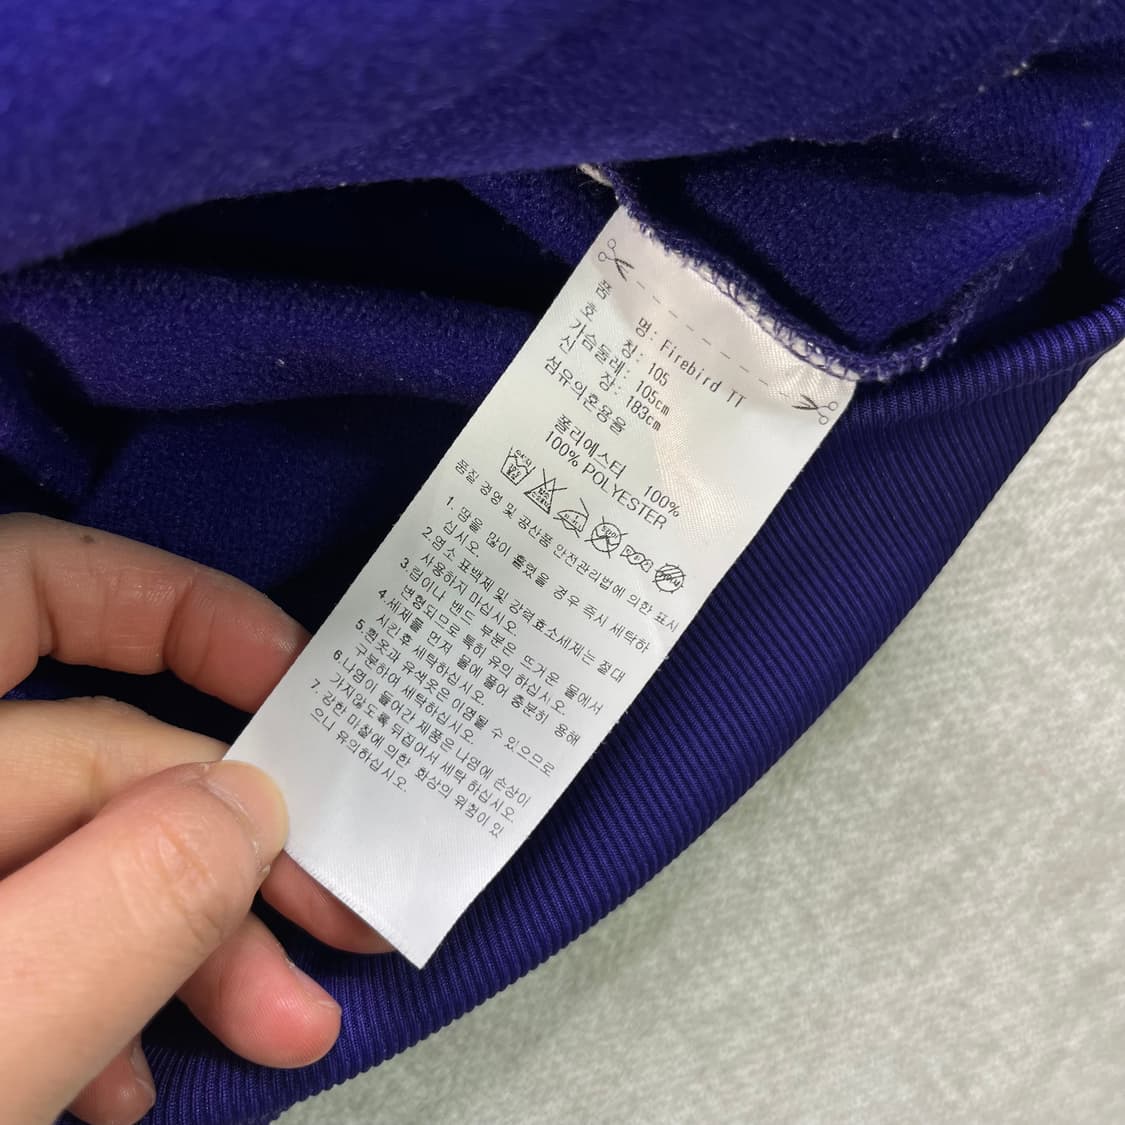 품 명: Firebird TT
호 칭: 105
가슴둘레: 105cm
신 장: 183cm
섬유의혼용율
폴리에스터 100%
100% POLYESTER
품질 경영 및 공산품 안전관리법에 의한 표시
1. 땀을 많이 흘렸을 경우 즉시 세탁하
십시오.
2.염소 표백제 및 강력효소세제는 절대
사용하지 마십시오.
3.립이나 밴드 부분은 뜨거운 물에서
변형되므로 특히 유의 하십시오.
4.세제를 먼저 물에 풀어 충분히 용해
시킨후 세탁하십시오.
5.흰옷과 유색옷은 이염될 수 있으므로
구분하여 세탁하십시오.
6.나염이 들어간 제품은 나염에 손상이
가지않도록 뒤집어서 세탁 하십시오.
7. 강한 마찰에 의한 화상의 위험이 있
으니 유의하십시오.